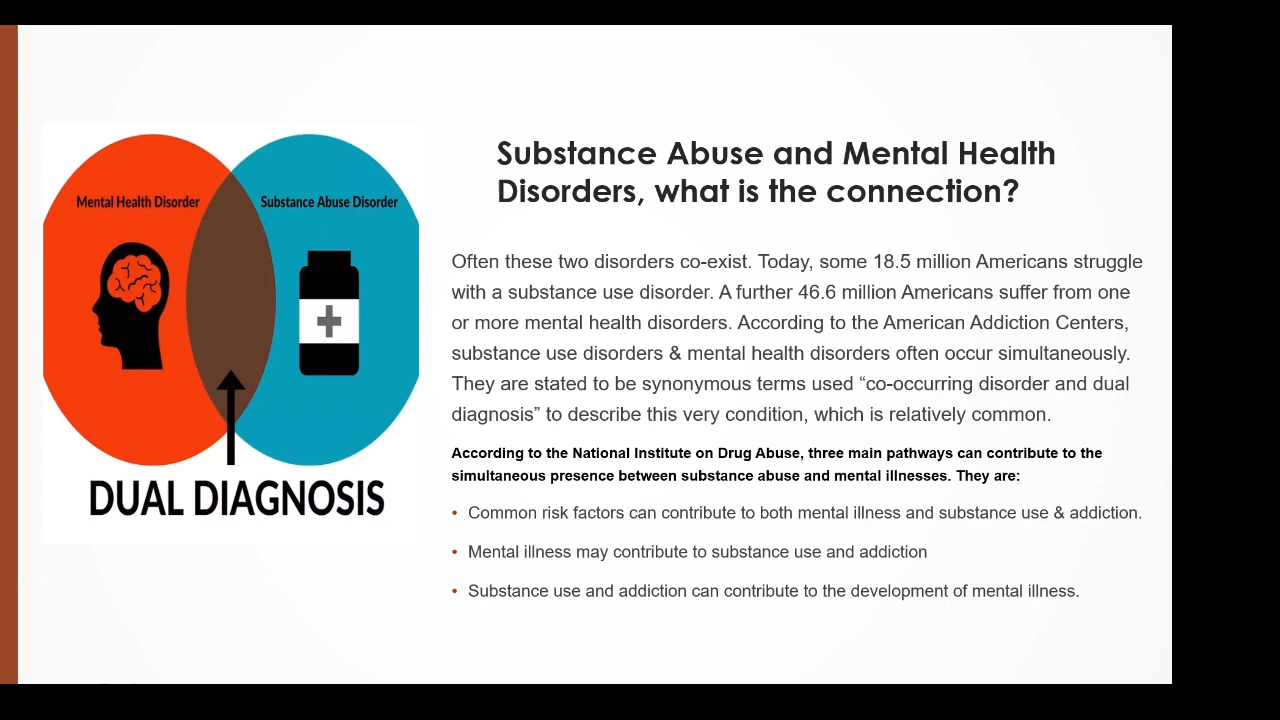 Substance Abuse and Mental Health
Disorders, what is the connection?
Mental Health Disorder
Substance Abuse Disorder
DUAL DIAGNOSIS
Often these two disorders co-exist. Today, some 18.5 million Americans struggle
with a substance use disorder. A further 46.6 million Americans suffer from one
or more mental health disorders. According to the American Addiction Centers,
substance use disorders & mental health disorders often occur simultaneously.
They are stated to be synonymous terms used “co-occurring disorder and dual
diagnosis” to describe this very condition, which is relatively common.
According to the National Institute on Drug Abuse, three main pathways can contribute to the
simultaneous presence between substance abuse and mental illnesses. They are:
• Common risk factors can contribute to both mental illness and substance use & addiction.
• Mental illness may contribute to substance use and addiction
• Substance use and addiction can contribute to the development of mental illness.